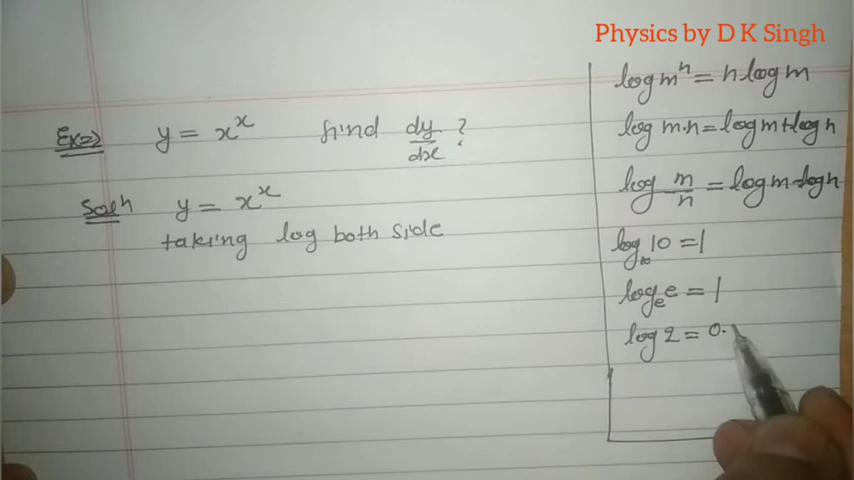 Physics by D K Singh
Ex⇒ y = x^x find dy/dx ?
Soln y = x^x
taking log both side
log m^n = n log m
log m·n = log m + log n
log m/n = log m - log n
log₁₀ 10 = 1
logₑ e = 1
log 2 = 0.